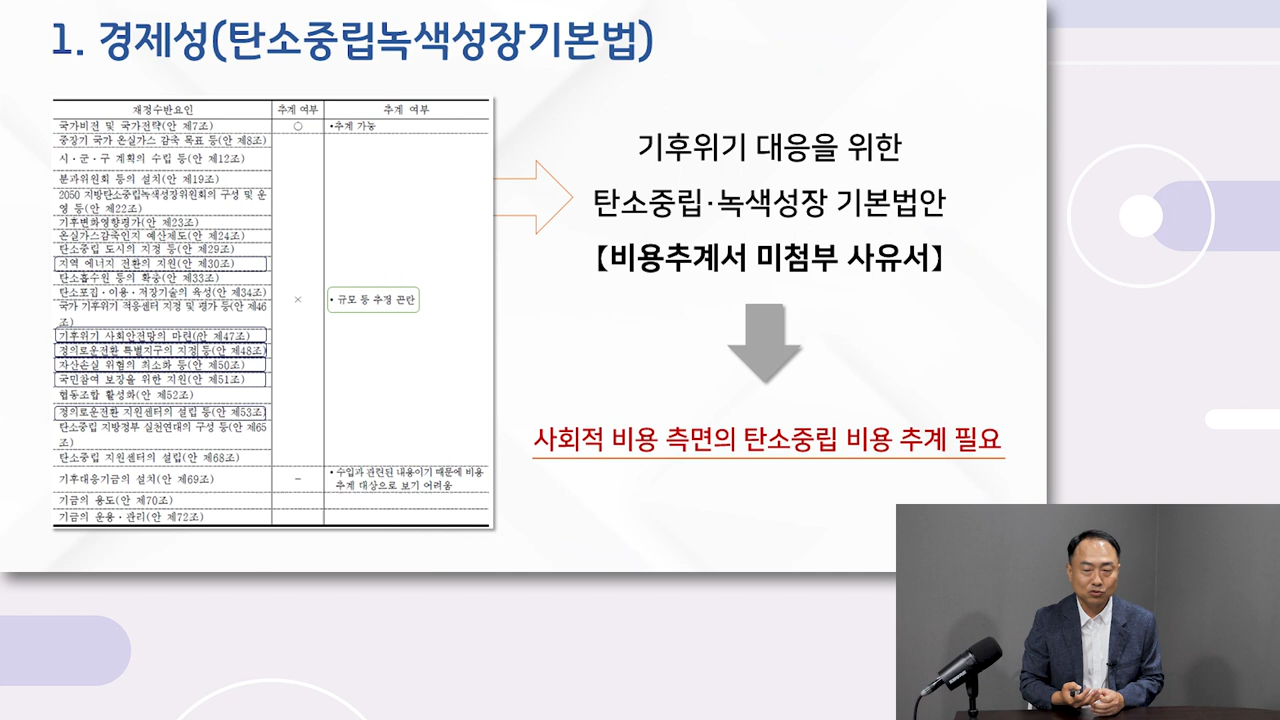 1. 경제성(탄소중립녹색성장기본법)
재정수반요인 추계 여부 추계 여부
국가비전 및 국가전략(안 제7조) ○ •추계 가능
중장기 국가 온실가스 감축 목표 등(안 제8조)
시·군·구 계획의 수립 등(안 제12조)
분과위원회 등의 설치(안 제19조)
2050 지방탄소중립녹색성장위원회의 구성 및 운
영 등(안 제22조)
기후변화영향평가(안 제23조)
온실가스감축인지 예산제도(안 제24조)
탄소중립 도시의 지정 등(안 제29조)
지역 에너지 전환의 지원(안 제30조)
탄소흡수원 등의 확충(안 제33조)
탄소포집·이용·저장기술의 육성(안 제34조)
국가 기후위기 적응센터 지정 및 평가 등(안 제46
조)
× • 규모 등 추정 곤란
기후위기 사회안전망의 마련(안 제47조)
정의로운전환 특별지구의 지정 등(안 제48조)
자산손실 위험의 최소화 등(안 제50조)
국민참여 보장을 위한 지원(안 제51조)
협동조합 활성화(안 제52조)
정의로운전환 지원센터의 설립 등(안 제53조)
탄소중립 지방정부 실천연대의 구성 등(안 제65
조)
탄소중립 지원센터의 설립(안 제68조)
기후대응기금의 설치(안 제69조) - • 수입과 관련된 내용이기 때문에 비용
추계 대상으로 보기 어려움
기금의 용도(안 제70조)
기금의 운용·관리(안 제72조)
기후위기 대응을 위한
탄소중립·녹색성장 기본법안
【비용추계서 미첨부 사유서】
사회적 비용 측면의 탄소중립 비용 추계 필요